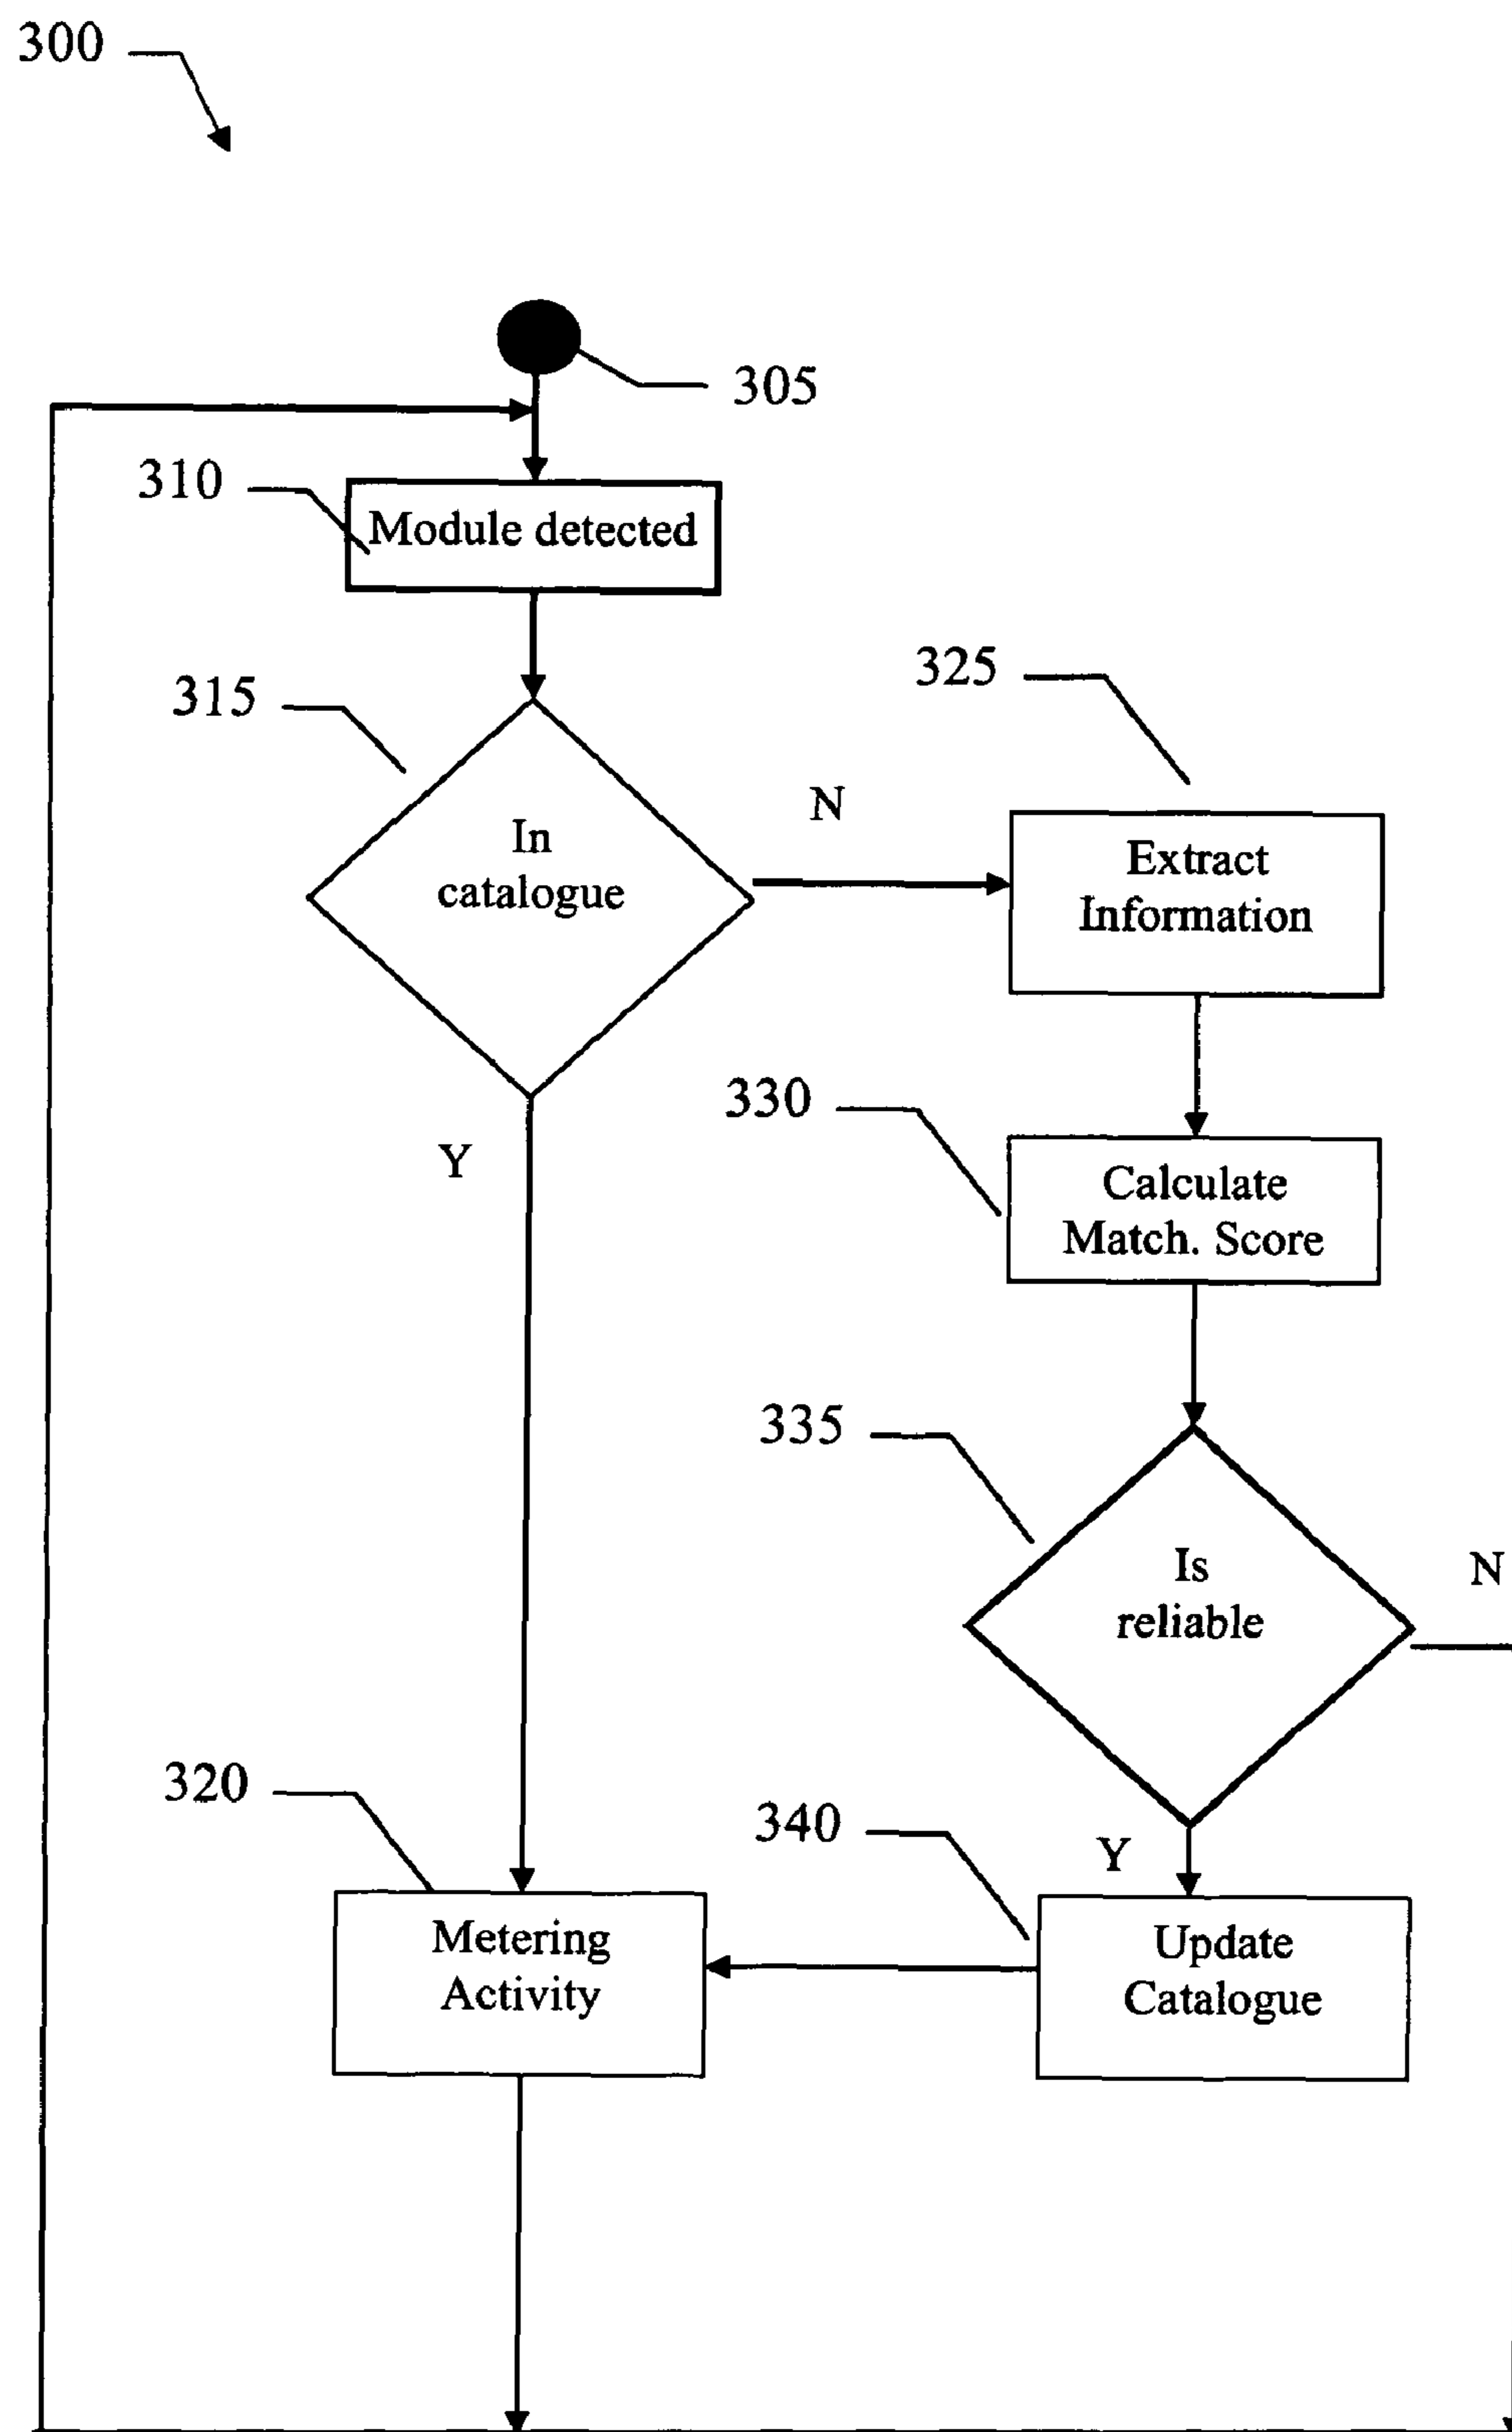 300
305
310
Module detected
315
325
In
catalogue
N
Extract
Information
330
Y
Calculate
Match. Score
335
Is
reliable
N
320
340
Y
Metering
Activity
Update
Catalogue